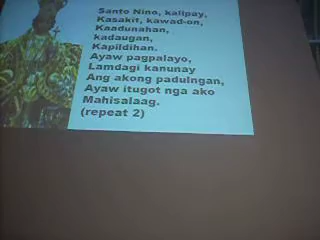 Santo Nino, kalipay,
Kasakit, kawad-on,
Kaadunahan,
kadaugan,
Kapildihan.
Ayaw pagpalayo,
Lamdagi kanunay
Ang akong padulngan,
Ayaw itugot nga ako
Mahisalaag.
(repeat 2)